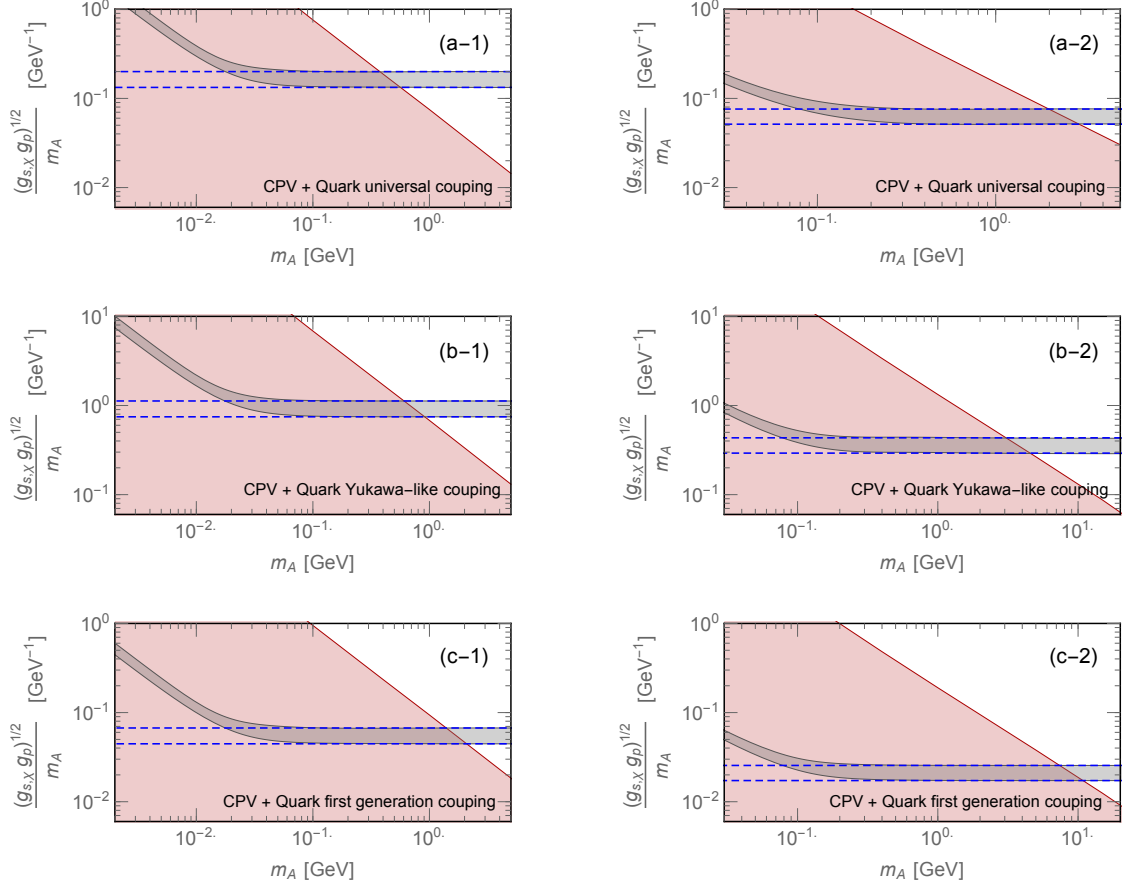 10^0 (a−1)
10^-1
10^-2
(g_{s,χ} g_p)^{1/2} / m_A [GeV^{−1}]
CPV + Quark universal couping
10^-2. 10^-1. 10^0.
m_A [GeV]
10^0 (a−2)
10^-1
10^-2
(g_{s,χ} g_p)^{1/2} / m_A [GeV^{−1}]
CPV + Quark universal couping
10^-1. 10^0.
m_A [GeV]
10^1 (b−1)
10^0
10^-1
(g_{s,χ} g_p)^{1/2} / m_A [GeV^{−1}]
CPV + Quark Yukawa−like couping
10^-2. 10^-1. 10^0.
m_A [GeV]
10^1 (b−2)
10^0
10^-1
(g_{s,χ} g_p)^{1/2} / m_A [GeV^{−1}]
CPV + Quark Yukawa−like couping
10^-1. 10^0. 10^1.
m_A [GeV]
10^0 (c−1)
10^-1
10^-2
(g_{s,χ} g_p)^{1/2} / m_A [GeV^{−1}]
CPV + Quark first generation couping
10^-2. 10^-1. 10^0.
m_A [GeV]
10^0 (c−2)
10^-1
10^-2
(g_{s,χ} g_p)^{1/2} / m_A [GeV^{−1}]
CPV + Quark first generation couping
10^-1. 10^0. 10^1.
m_A [GeV]